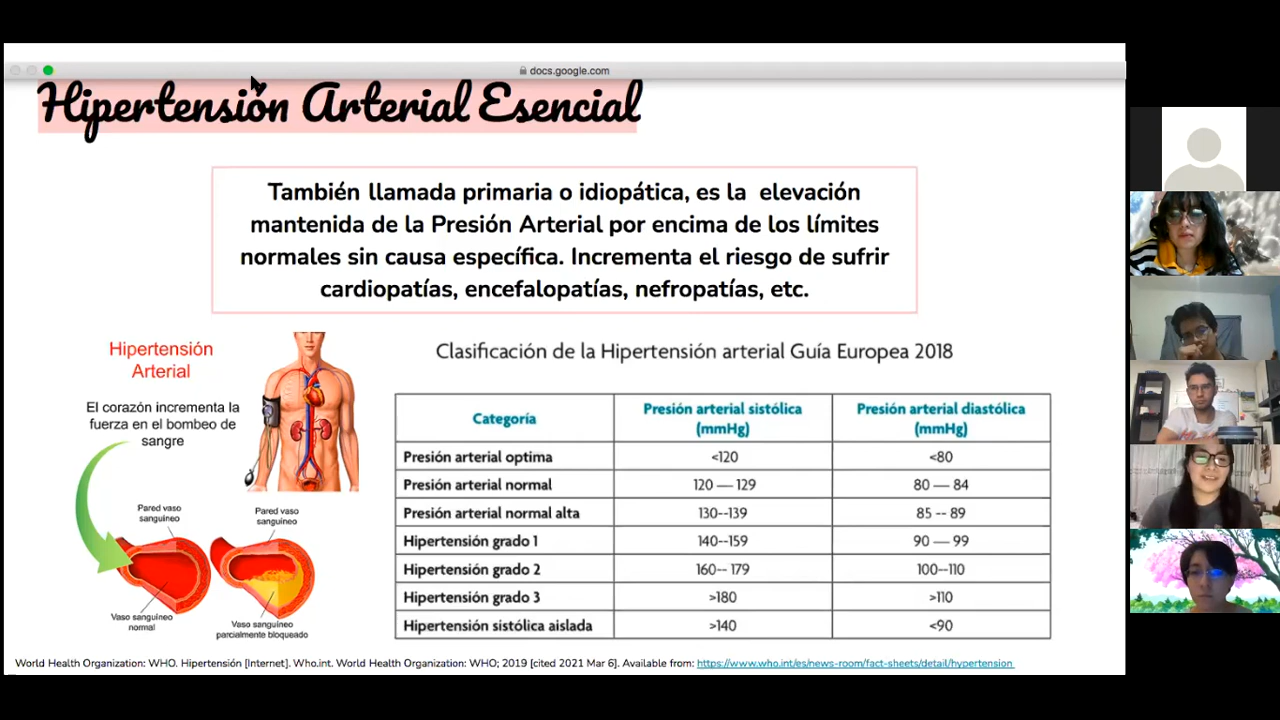 docs.google.com
Hipertensión Arterial Esencial
También llamada primaria o idiopática, es la elevación
mantenida de la Presión Arterial por encima de los límites
normales sin causa específica. Incrementa el riesgo de sufrir
cardiopatías, encefalopatías, nefropatías, etc.
Hipertensión
Arterial
El corazón incrementa la
fuerza en el bombeo de
sangre
Pared vaso
sanguineo
Pared vaso
sanguineo
Vaso sanguíneo
normal
Vaso sanguíneo
parcialmente bloqueado
Clasificación de la Hipertensión arterial Guía Europea 2018
Categoría Presión arterial sistólica (mmHg) Presión arterial diastólica (mmHg)
Presión arterial optima <120 <80
Presión arterial normal 120 — 129 80 — 84
Presión arterial normal alta 130--139 85 -- 89
Hipertensión grado 1 140--159 90 — 99
Hipertensión grado 2 160-- 179 100--110
Hipertensión grado 3 >180 >110
Hipertensión sistólica aislada >140 <90
World Health Organization: WHO. Hipertensión [Internet]. Who.int. World Health Organization: WHO; 2019 [cited 2021 Mar 6]. Available from: https://www.who.int/es/news-room/fact-sheets/detail/hypertension